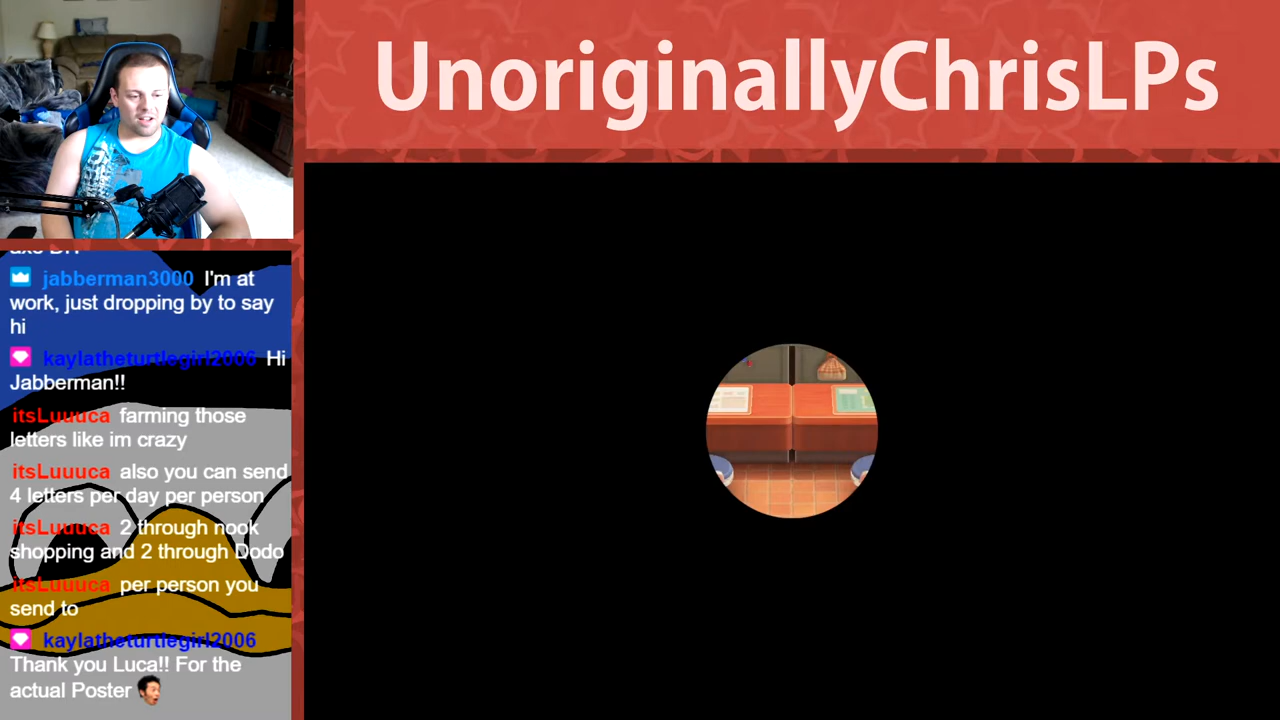 UnoriginallyChrisLPs
jabberman3000 I'm at
work, just dropping by to say
hi
kaylatheturtlegirl2006 Hi
Jabberman!!
itsLuuuca farming those
letters like im crazy
itsLuuuca also you can send
4 letters per day per person
itsLuuuca 2 through nook
shopping and 2 through Dodo
itsLuuuca per person you
send to
kaylatheturtlegirl2006
Thank you Luca!! For the
actual Poster